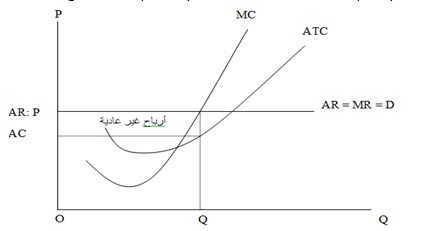 P
MC
ATC
AR: P
AR = MR = D
أرباح غير عادية
AC
O
Q
Q